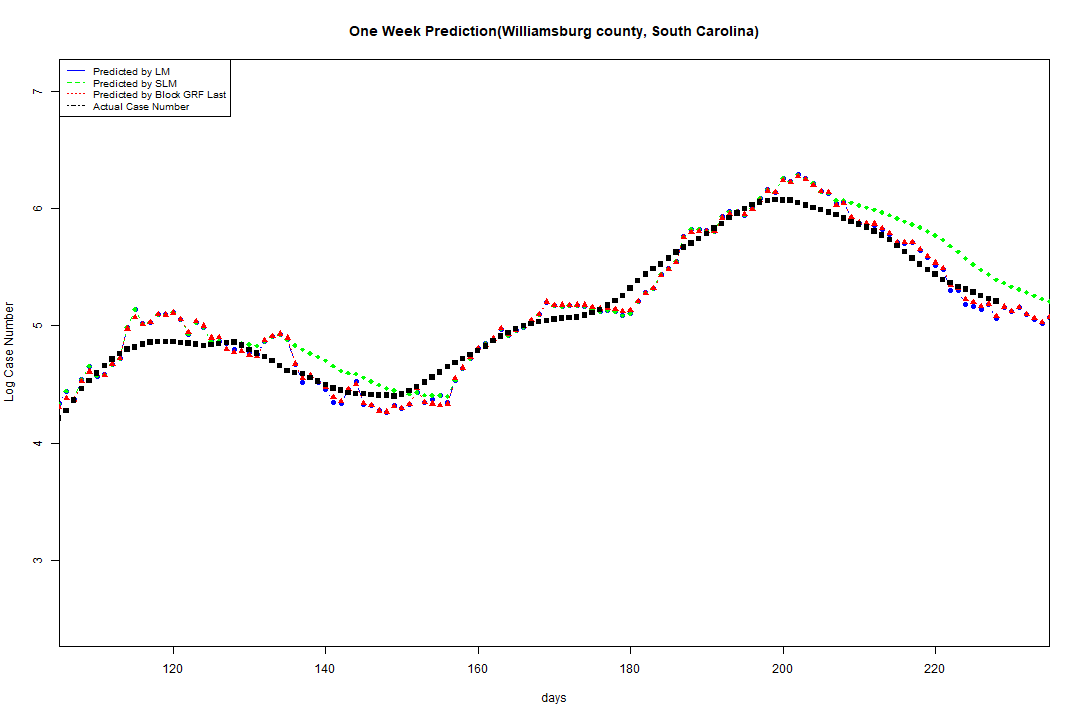 One Week Prediction(Williamsburg county, South Carolina)
Predicted by LM
Predicted by SLM
Predicted by Block GRF Last
Actual Case Number
7
6
5
4
3
Log Case Number
120 140 160 180 200 220
days